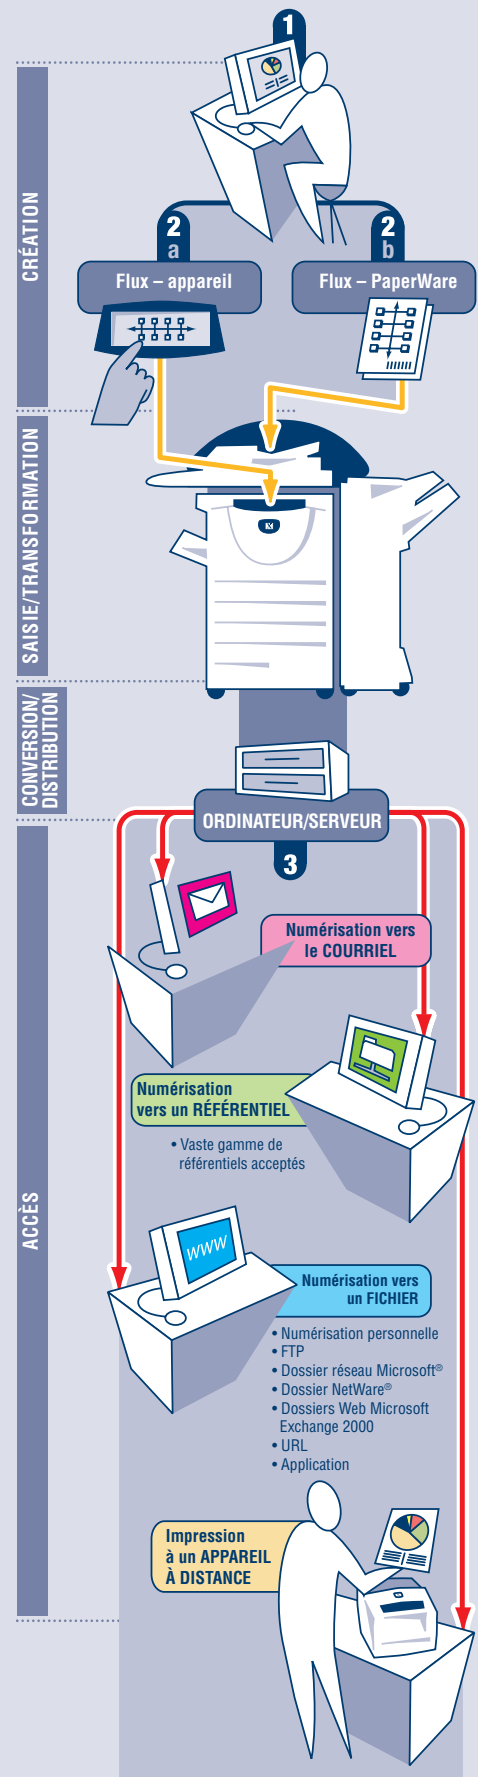 1
CRÉATION
2
a
2
b
Flux – appareil
Flux – PaperWare
SAISIE/TRANSFORMATION
X
CONVERSION/
DISTRIBUTION
ORDINATEUR/SERVEUR
3
ACCÈS
Numérisation vers
le COURRIEL
Numérisation
vers un RÉFÉRENTIEL
• Vaste gamme de
référentiels acceptés
WWW
Numérisation vers
un FICHIER
• Numérisation personnelle
• FTP
• Dossier réseau Microsoft®
• Dossier NetWare®
• Dossiers Web Microsoft
Exchange 2000
• URL
• Application
Impression
à un APPAREIL
À DISTANCE